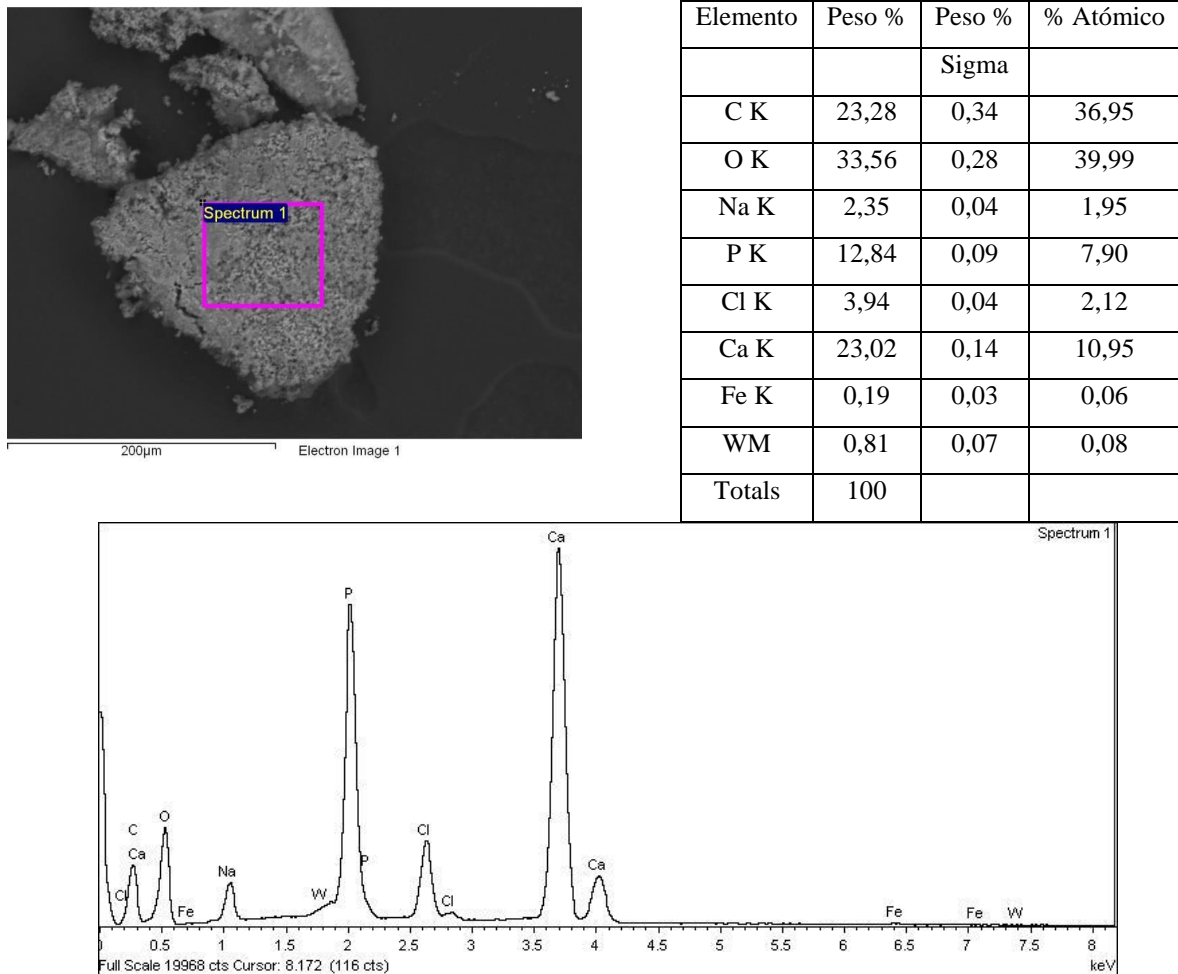 Spectrum 1
200µm Electron Image 1
Elemento Peso % Peso % % Atómico
Sigma
C K 23,28 0,34 36,95
O K 33,56 0,28 39,99
Na K 2,35 0,04 1,95
P K 12,84 0,09 7,90
Cl K 3,94 0,04 2,12
Ca K 23,02 0,14 10,95
Fe K 0,19 0,03 0,06
WM 0,81 0,07 0,08
Totals 100
Spectrum 1
Ca
P
C O Cl
Ca Na P Ca
Cl Fe W Cl Fe Fe W
0.5 1 1.5 2 2.5 3 3.5 4 4.5 5 5.5 6 6.5 7 7.5 8
Full Scale 19968 cts Cursor: 8.172 (116 cts) keV